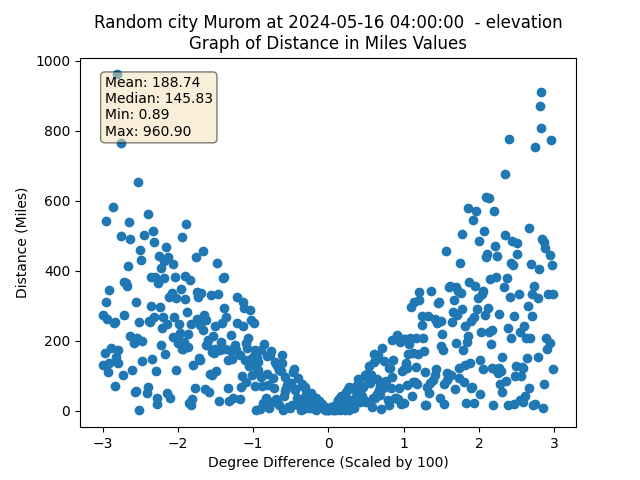 Random city Murom at 2024-05-16 04:00:00  - elevation
Graph of Distance in Miles Values
1000
800
600
400
200
0
Distance (Miles)
Mean: 188.74
Median: 145.83
Min: 0.89
Max: 960.90
−3 −2 −1 0 1 2 3
Degree Difference (Scaled by 100)